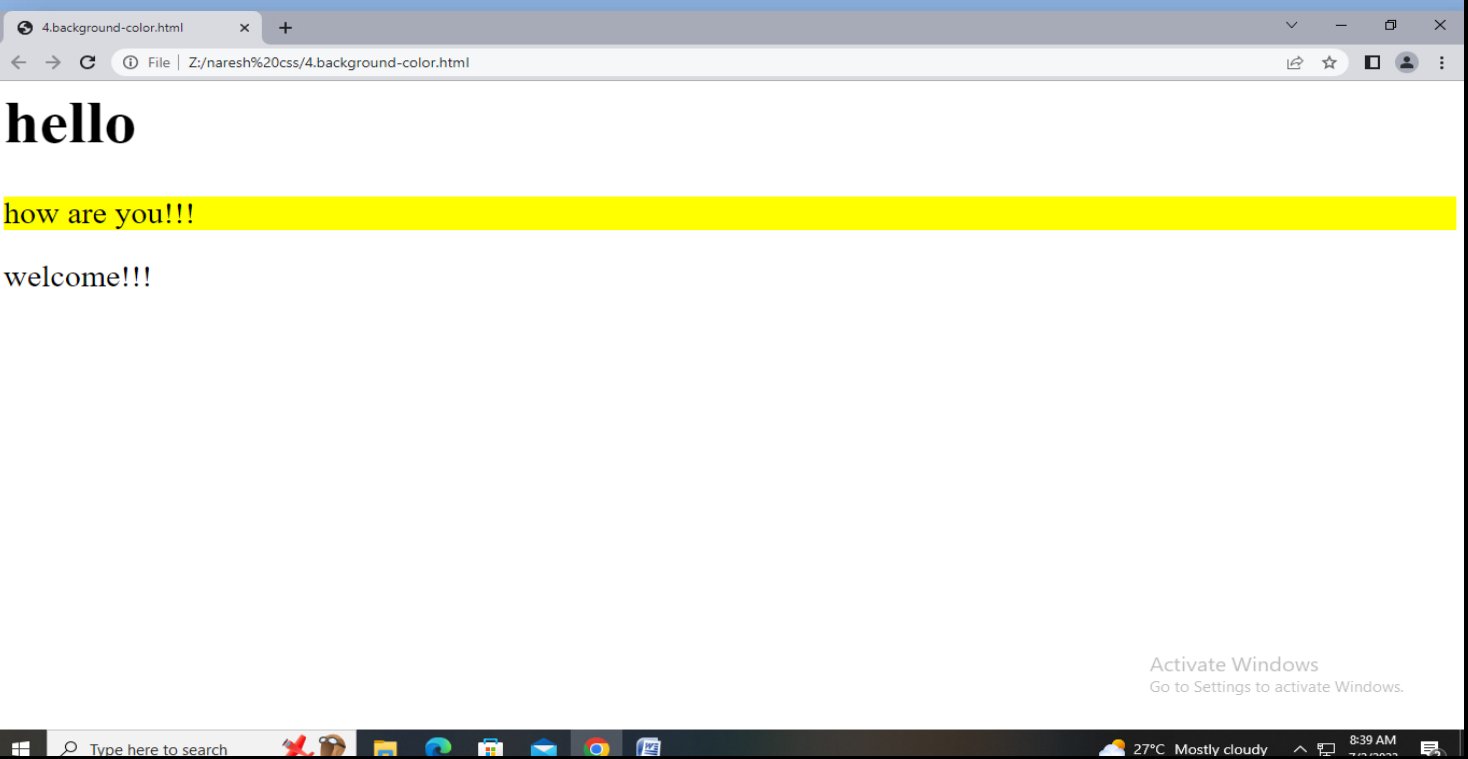 4.background-color.html
File Z:/naresh%20css/4.background-color.html
hello
how are you!!!
welcome!!!
Activate Windows
Go to Settings to activate Windows.
Type here to search
27°C Mostly cloudy
8:39 AM